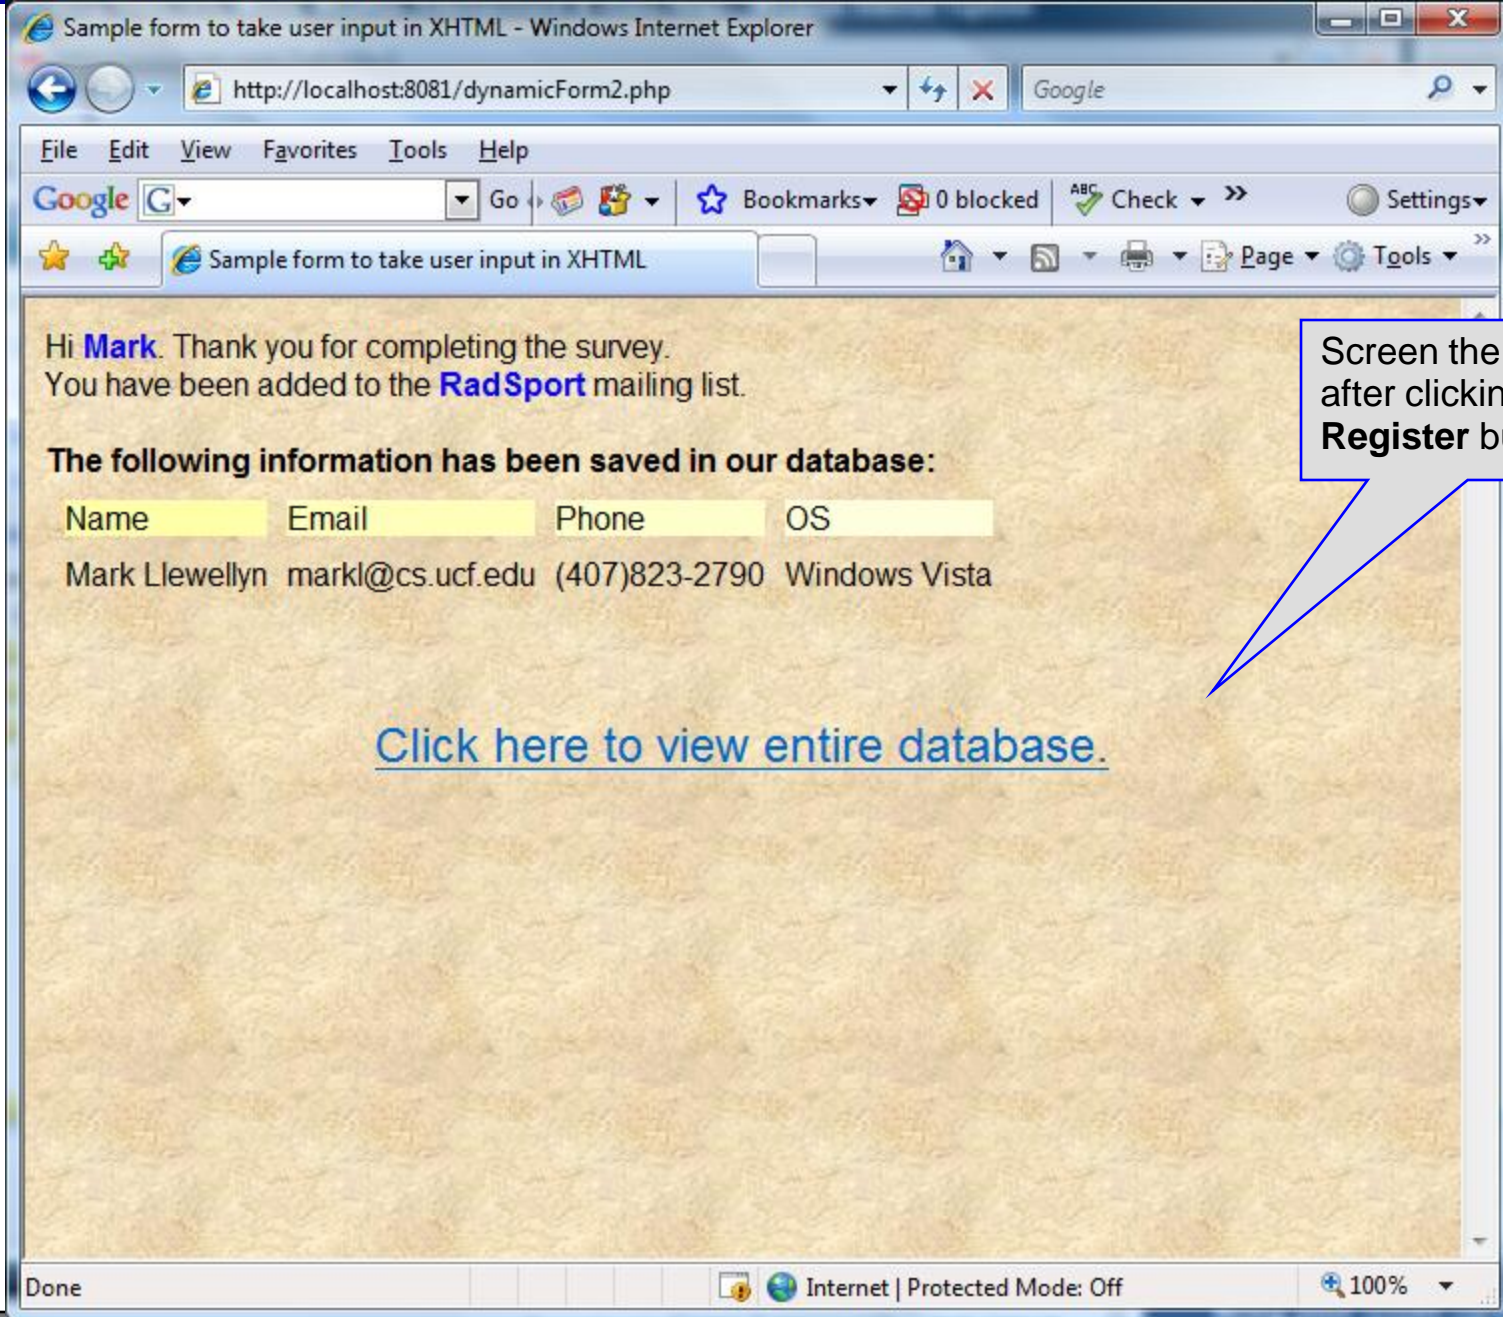 Sample form to take user input in XHTML - Windows Internet Explorer
http://localhost:8081/dynamicForm2.php
Google
File Edit View Favorites Tools Help
Google G Go Bookmarks 0 blocked ABC Check » Settings
Sample form to take user input in XHTML Page Tools »
Hi Mark. Thank you for completing the survey.
You have been added to the RadSport mailing list.
Screen the
after clickin
Register b
The following information has been saved in our database:
Name Email Phone OS
Mark Llewellyn markl@cs.ucf.edu (407)823-2790 Windows Vista
Click here to view entire database.
Done Internet | Protected Mode: Off 100%